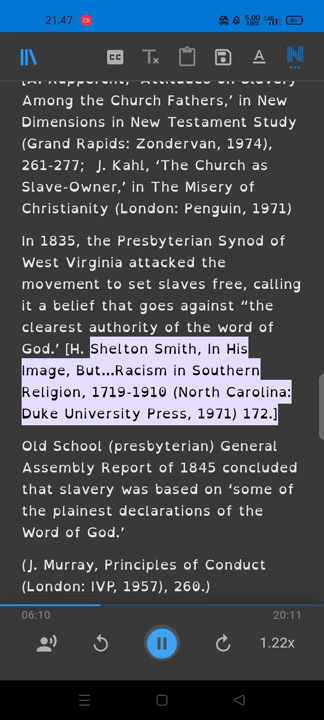 21.47
5.00
KB/S
46
CC
A
N
[A. Rupperent, 'Attitudes on Slavery
Among the Church Fathers,' in New
Dimensions in New Testament Study
(Grand Rapids: Zondervan, 1974),
261-277; J. Kahl, 'The Church as
Slave-Owner,' in The Misery of
Christianity (London: Penguin, 1971)
In 1835, the Presbyterian Synod of
West Virginia attacked the
movement to set slaves free, calling
it a belief that goes against “the
clearest authority of the word of
God.’ [H. Shelton Smith, In His
Image, But...Racism in Southern
Religion, 1719-1910 (North Carolina:
Duke University Press, 1971) 172.]
Old School (presbyterian) General
Assembly Report of 1845 concluded
that slavery was based on ‘some of
the plainest declarations of the
Word of God.’
(J. Murray, Principles of Conduct
(London: IVP, 1957), 260.)
06:10
20:11
1.22x